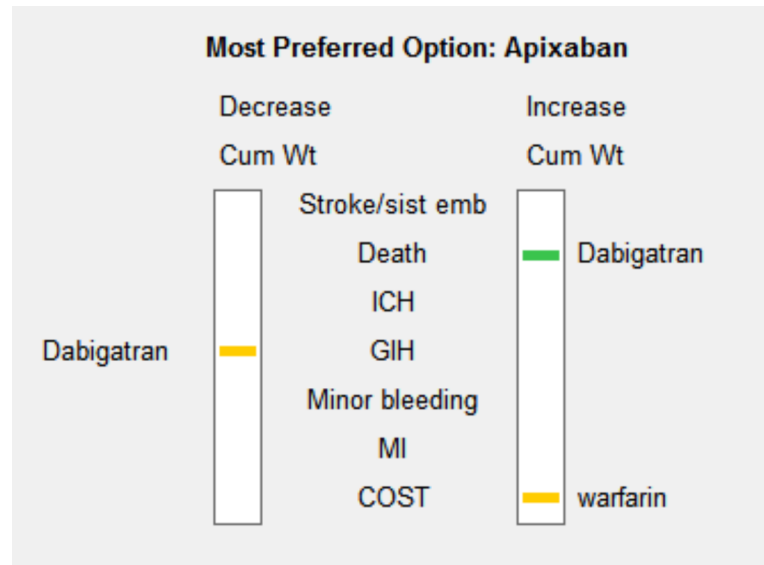 Most Preferred Option: Apixaban
Decrease Increase
Cum Wt Cum Wt
Stroke/sist emb
Death Dabigatran
ICH
Dabigatran GIH
Minor bleeding
MI
COST warfarin